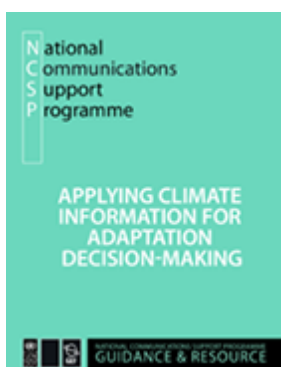 National
Communications
Support
Programme
APPLYING CLIMATE
INFORMATION FOR
ADAPTATION
DECISION-MAKING
NATIONAL COMMUNICATIONS SUPPORT PROGRAMME
GUIDANCE & RESOURCE